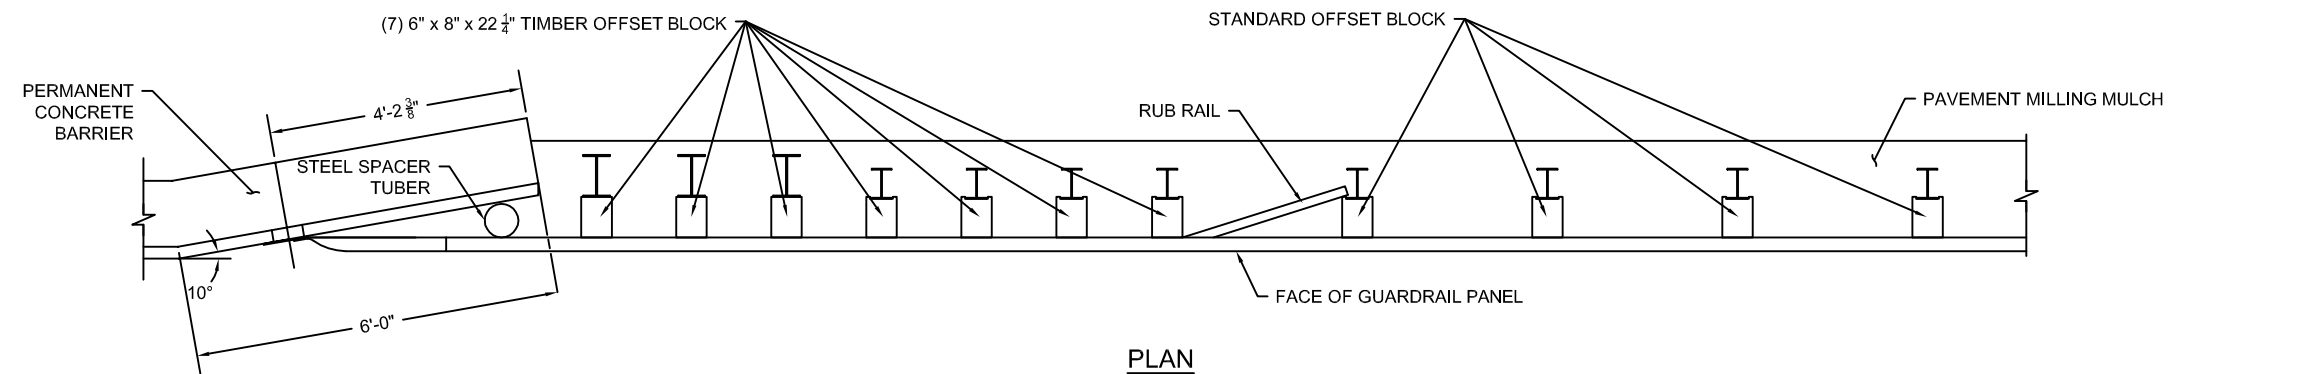 (7) 6" x 8" x 22 1/4" TIMBER OFFSET BLOCK
STANDARD OFFSET BLOCK
PERMANENT
CONCRETE
BARRIER
4'-2 3/8"
STEEL SPACER
TUBER
RUB RAIL
PAVEMENT MILLING MULCH
10°
6'-0"
FACE OF GUARDRAIL PANEL
PLAN